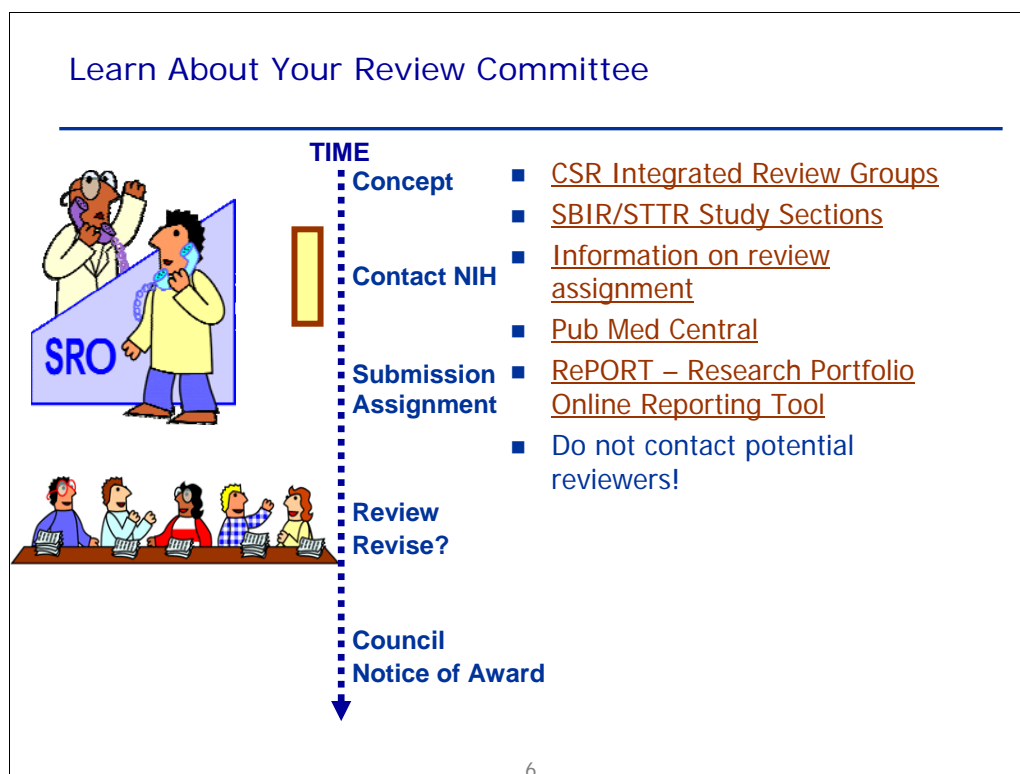 Learn About Your Review Committee
TIME
Concept
Contact NIH
Submission
Assignment
Review
Revise?
Council
Notice of Award
SRO
■ CSR Integrated Review Groups
■ SBIR/STTR Study Sections
■ Information on review
assignment
■ Pub Med Central
■ RePORT – Research Portfolio
Online Reporting Tool
■ Do not contact potential
reviewers!
6